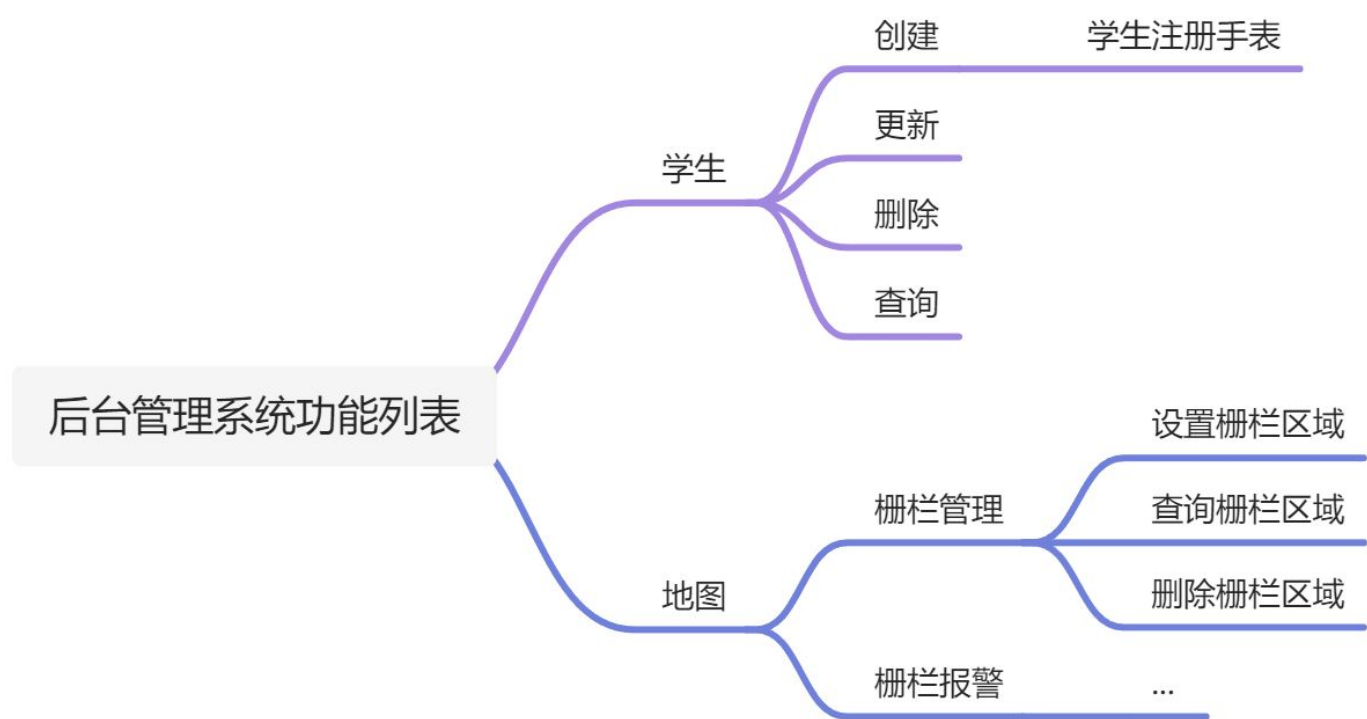 后台管理系统功能列表
学生
创建
学生注册手表
更新
删除
查询
地图
栅栏管理
设置栅栏区域
查询栅栏区域
删除栅栏区域
栅栏报警
...